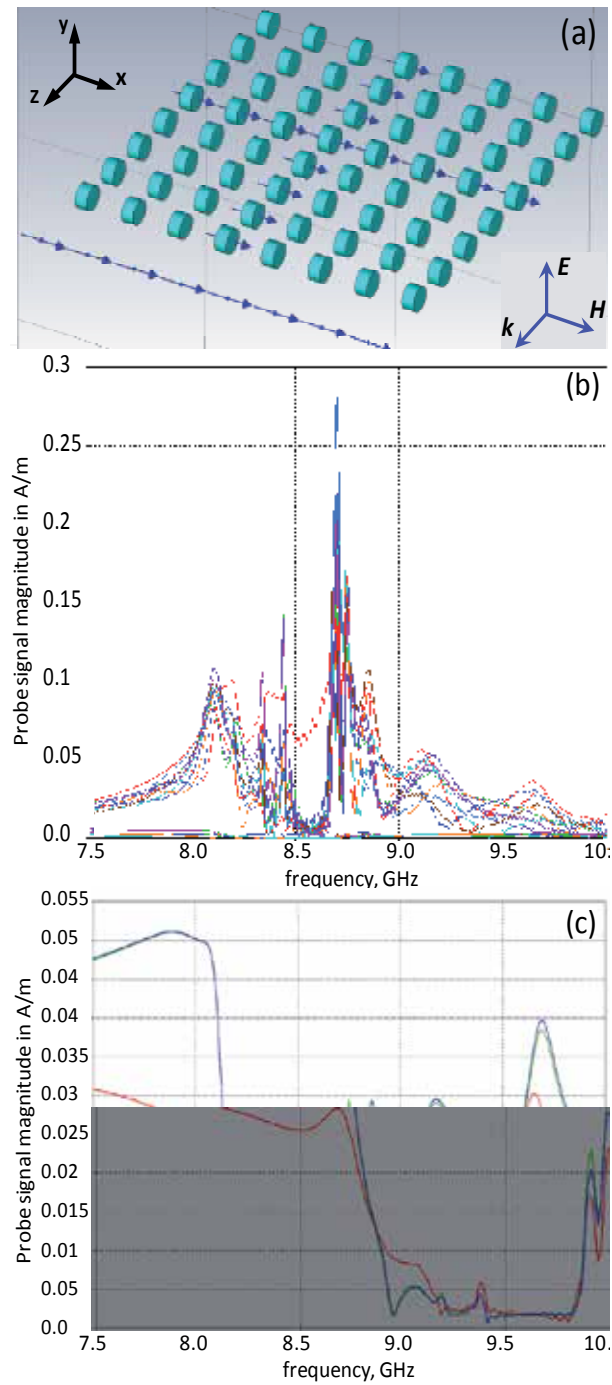 (a)
y
x
z
E
H
k
(b)
Probe signal magnitude in A/m
0.3
0.25
0.2
0.15
0.1
0.05
0.0
7.5 8.0 8.5 9.0 9.5 10.
frequency, GHz
(c)
Probe signal magnitude in A/m
0.055
0.05
0.045
0.04
0.035
0.03
0.025
0.02
0.015
0.01
0.005
0.0
7.5 8.0 8.5 9.0 9.5 10.
frequency, GHz